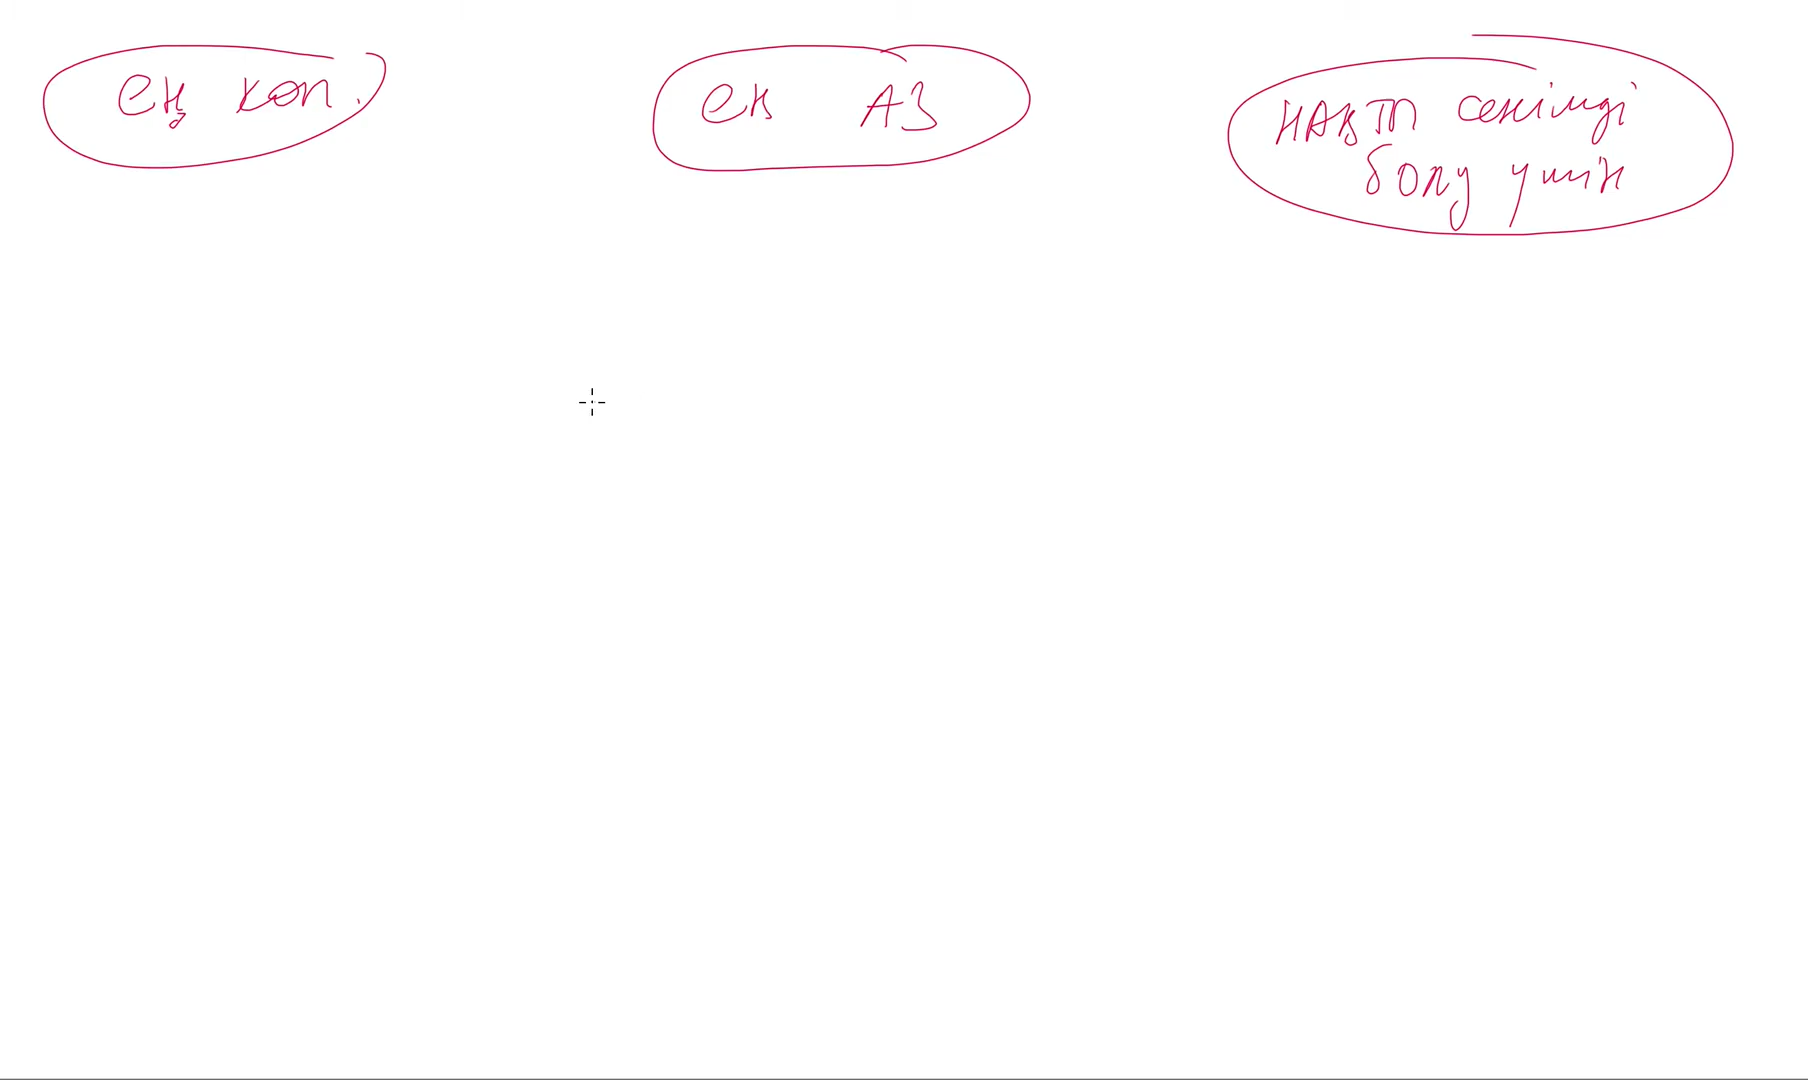 ең көп.
ең АЗ
НАҚТЫ сенімді
болу үшін